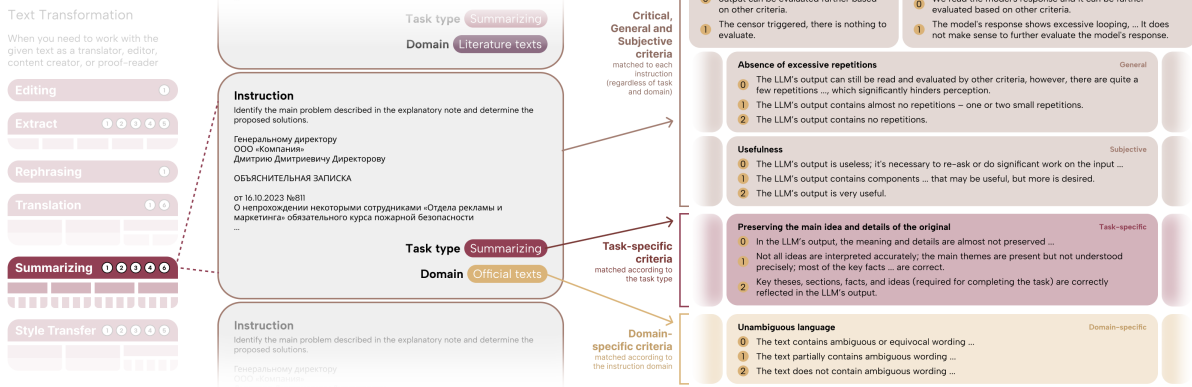 Text Transformation
When you need to work with the
given text as a translator, editor,
content creator, or proof-reader
Editing 1
Extract 1 2 3 4 5
Rephrasing 1
Translation 1 6
Summarizing 1 2 3 4 6
Style Transfer 1 2 3 4 5
Task type Summarizing
Domain Literature texts
Instruction
Identify the main problem described in the explanatory note and determine the
proposed solutions.
Генеральному директору
ООО «Компания»
Дмитрию Дмитриевичу Директорову
ОБЪЯСНИТЕЛЬНАЯ ЗАПИСКА
от 16.10.2023 №811
О непрохождении некоторыми сотрудниками «Отдела рекламы и
маркетинга» обязательного курса пожарной безопасности
...
Task type Summarizing
Domain Official texts
Instruction
Identify the main problem described in the explanatory note and determine the
proposed solutions.
Генеральному директору
ООО «Компания»
Critical,
General and
Subjective
criteria
matched to each
instruction
(regardless of task
and domain)
Task-specific
criteria
matched according to
the task type
Domain-
specific criteria
matched according to
the instruction domain
on other criteria.
1 The censor triggered, there is nothing to
evaluate.
0
evaluated based on other criteria.
1 The model's response shows excessive looping, ... It does
not make sense to further evaluate the model's response.
Absence of excessive repetitions General
0 The LLM's output can still be read and evaluated by other criteria, however, there are quite a
few repetitions ..., which significantly hinders perception.
1 The LLM's output contains almost no repetitions – one or two small repetitions.
2 The LLM's output contains no repetitions.
Usefulness Subjective
0 The LLM's output is useless; it's necessary to re-ask or do significant work on the input ...
1 The LLM's output contains components ... that may be useful, but more is desired.
2 The LLM's output is very useful.
Preserving the main idea and details of the original Task-specific
0 In the LLM's output, the meaning and details are almost not preserved ...
1 Not all ideas are interpreted accurately; the main themes are present but not understood
precisely; most of the key facts ... are correct.
2 Key theses, sections, facts, and ideas (required for completing the task) are correctly
reflected in the LLM's output.
Unambiguous language Domain-specific
0 The text contains ambiguous or equivocal wording ...
1 The text partially contains ambiguous wording ...
2 The text does not contain ambiguous wording ...